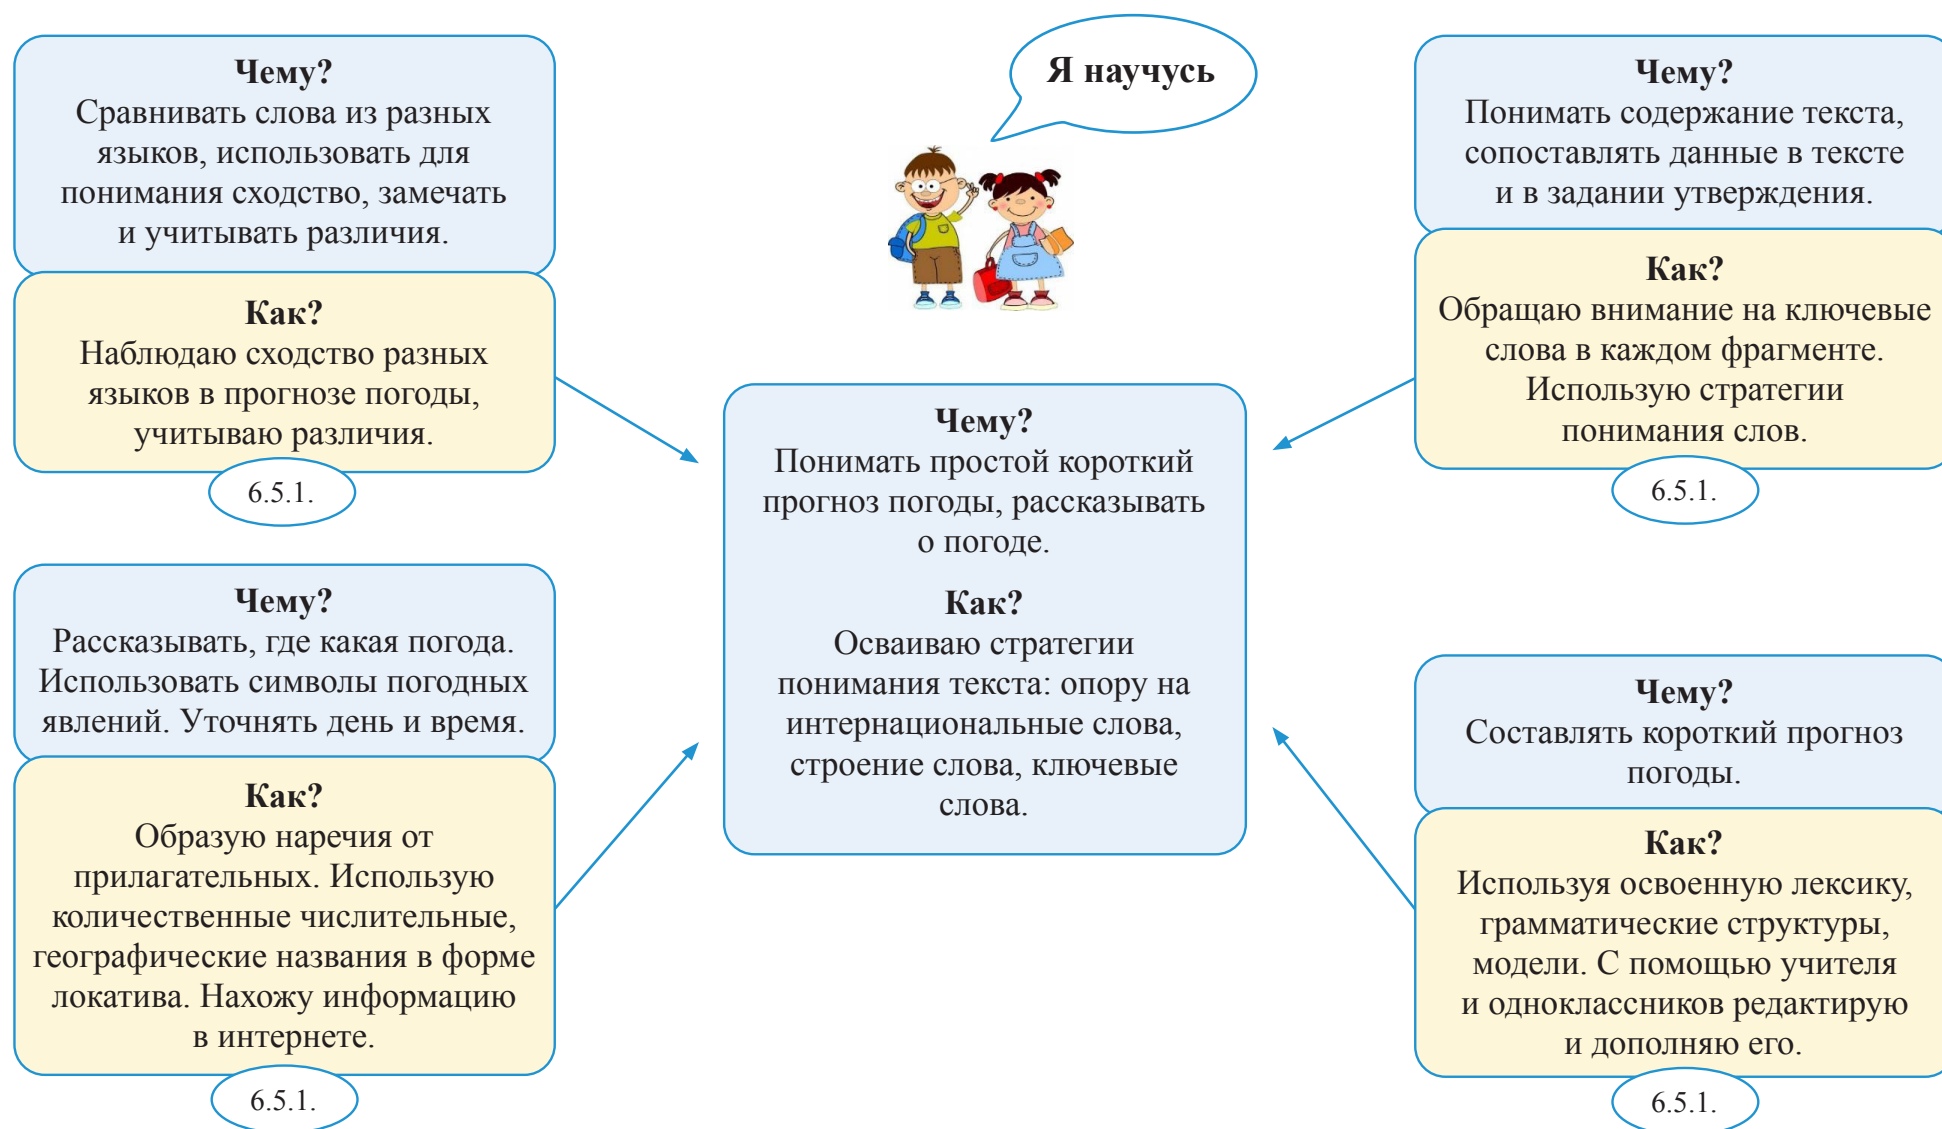 Я научусь
Чему?
Сравнивать слова из разных
языков, использовать для
понимания сходство, замечать
и учитывать различия.
Как?
Наблюдаю сходство разных
языков в прогнозе погоды,
учитываю различия.
6.5.1.
Чему?
Рассказывать, где какая погода.
Использовать символы погодных
явлений. Уточнять день и время.
Как?
Образую наречия от
прилагательных. Использую
количественные числительные,
географические названия в форме
локатива. Нахожу информацию
в интернете.
6.5.1.
Чему?
Понимать простой короткий
прогноз погоды, рассказывать
о погоде.
Как?
Осваиваю стратегии
понимания текста: опору на
интернациональные слова,
строение слова, ключевые
слова.
Чему?
Понимать содержание текста,
сопоставлять данные в тексте
и в задании утверждения.
Как?
Обращаю внимание на ключевые
слова в каждом фрагменте.
Использую стратегии
понимания слов.
6.5.1.
Чему?
Составлять короткий прогноз
погоды.
Как?
Используя освоенную лексику,
грамматические структуры,
модели. С помощью учителя
и одноклассников редактирую
и дополняю его.
6.5.1.